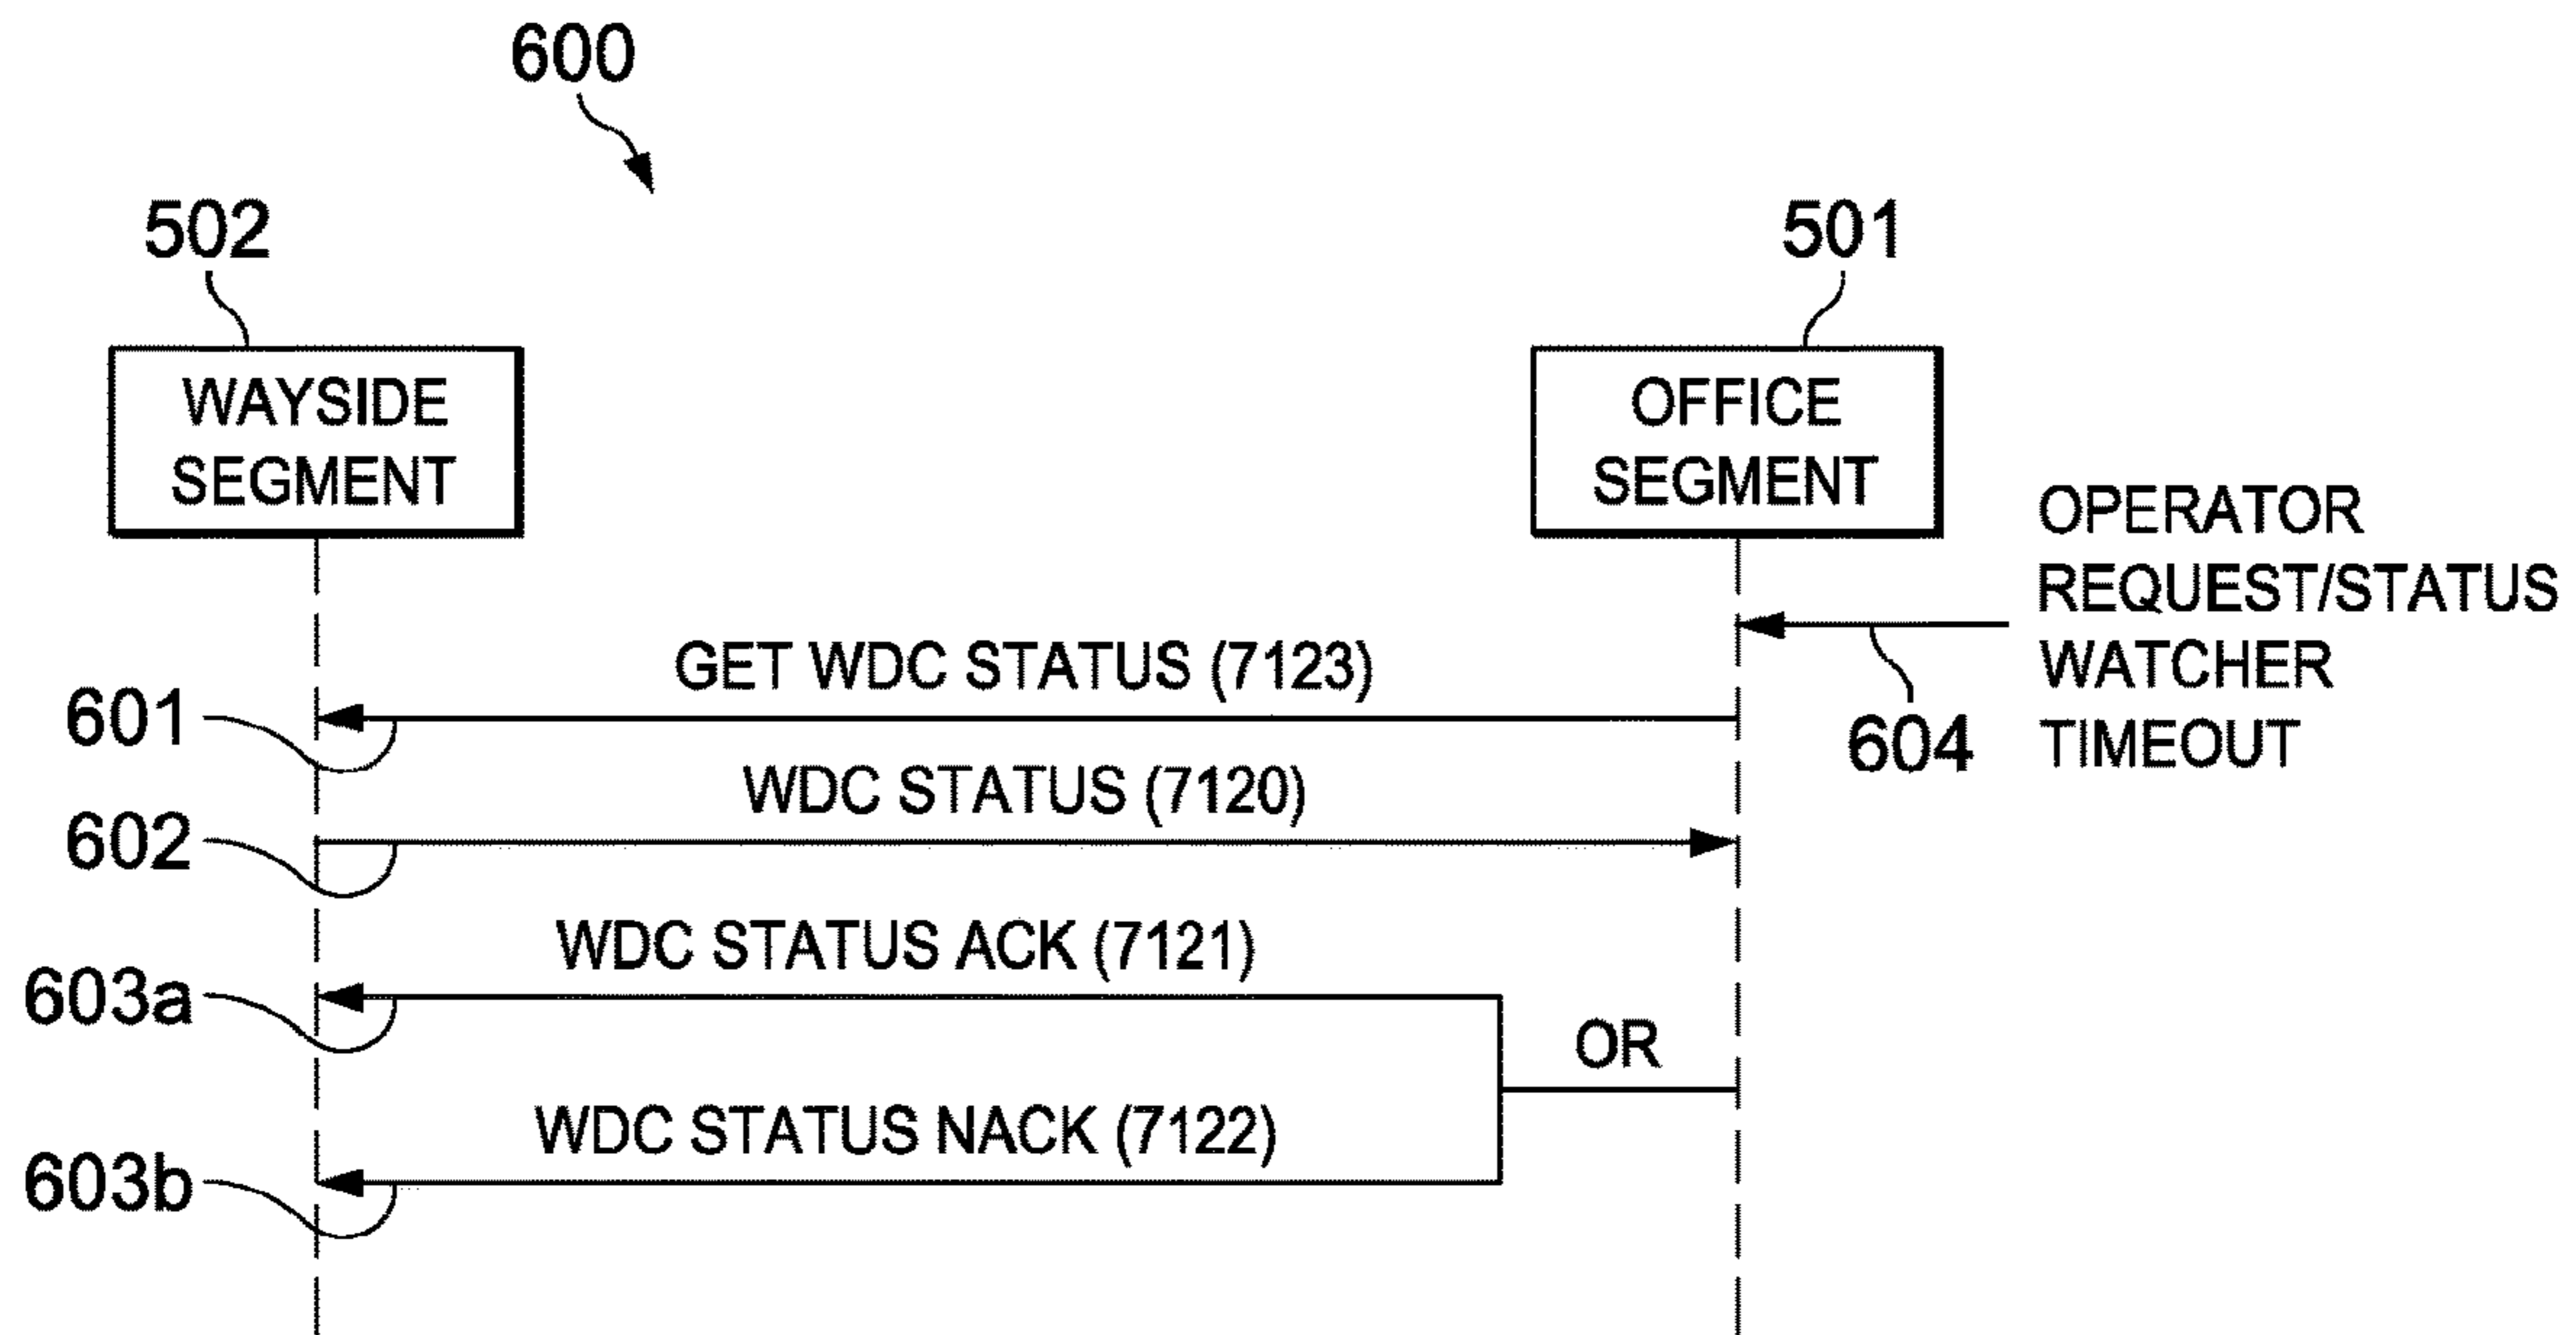 600
502
501
WAYSIDE
SEGMENT
OFFICE
SEGMENT
OPERATOR
REQUEST/STATUS
WATCHER
TIMEOUT
604
GET WDC STATUS (7123)
601
WDC STATUS (7120)
602
WDC STATUS ACK (7121)
603a
OR
WDC STATUS NACK (7122)
603b